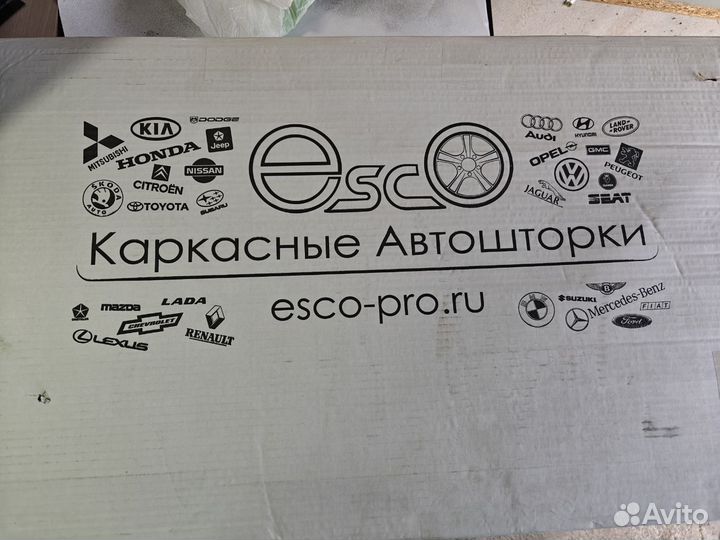 DODGE
KIA
MITSUBISHI
HONDA
Jeep
CITROËN
NISSAN
ŠKODA
AUTO
TOYOTA
SUBARU
esco
Audi
HYUNDAI
LAND
ROVER
OPEL
GMC
PEUGEOT
JAGUAR
SEAT
Каркасные Автошторки
esco-pro.ru
mazda
LADA
CHEVROLET
LEXUS
RENAULT
B
SUZUKI
Mercedes-Benz
FIAT
Ford
Avito